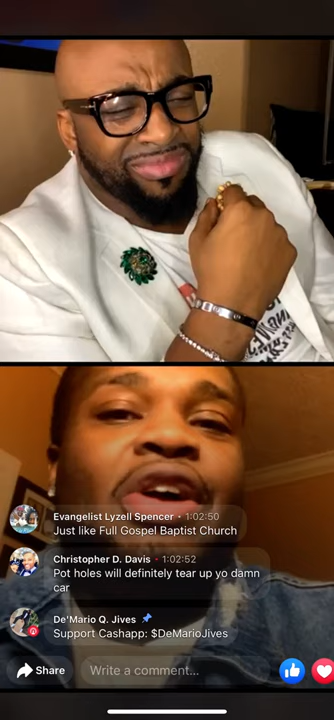 Evangelist Lyzell Spencer • 1:02:50
Just like Full Gospel Baptist Church
Christopher D. Davis • 1:02:52
Pot holes will definitely tear up yo damn
car
De'Mario Q. Jives
Support Cashapp: $DeMarioJives
Share
Write a comment...